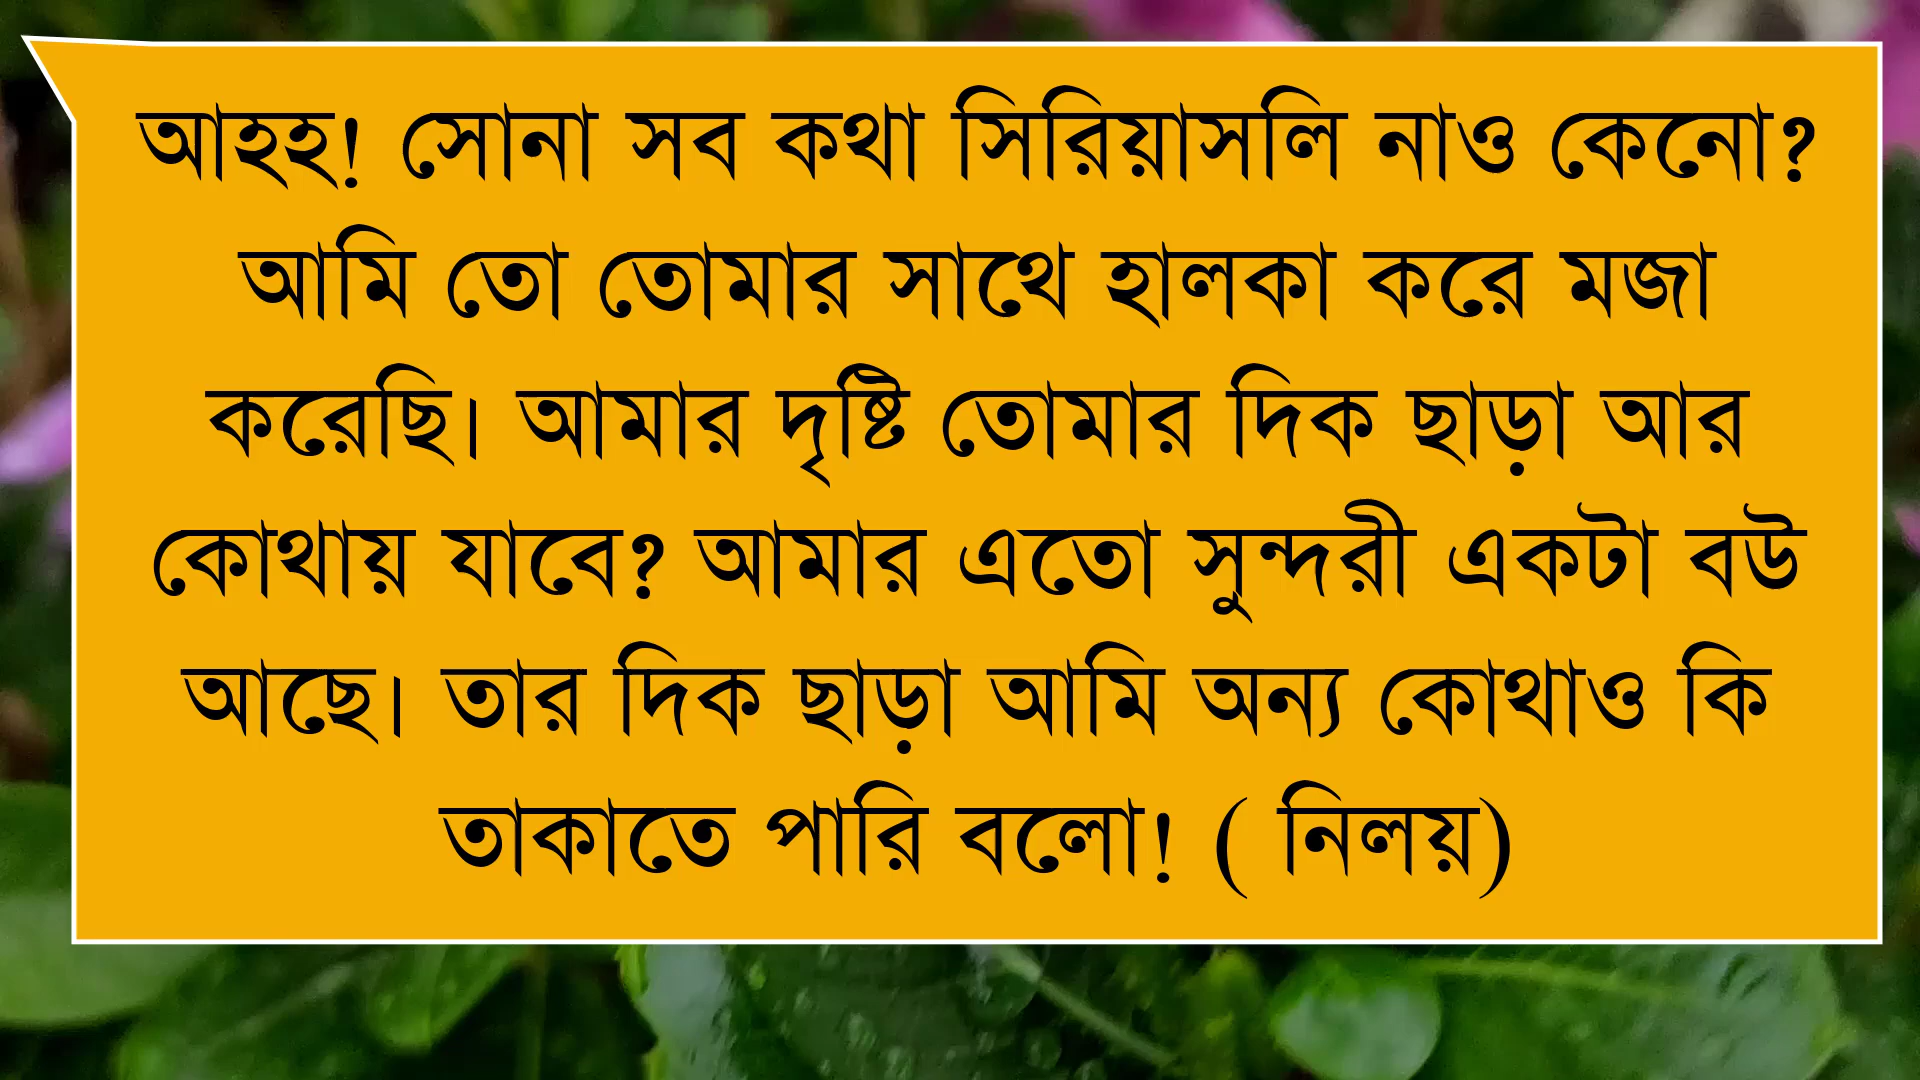 আহহ! সোনা সব কথা সিরিয়াসলি নাও কেনো?
আমি তো তোমার সাথে হালকা করে মজা
করেছি। আমার দৃষ্টি তোমার দিক ছাড়া আর
কোথায় যাবে? আমার এতো সুন্দরী একটা বউ
আছে। তার দিক ছাড়া আমি অন্য কোথাও কি
তাকাতে পারি বলো! ( নিলয়)